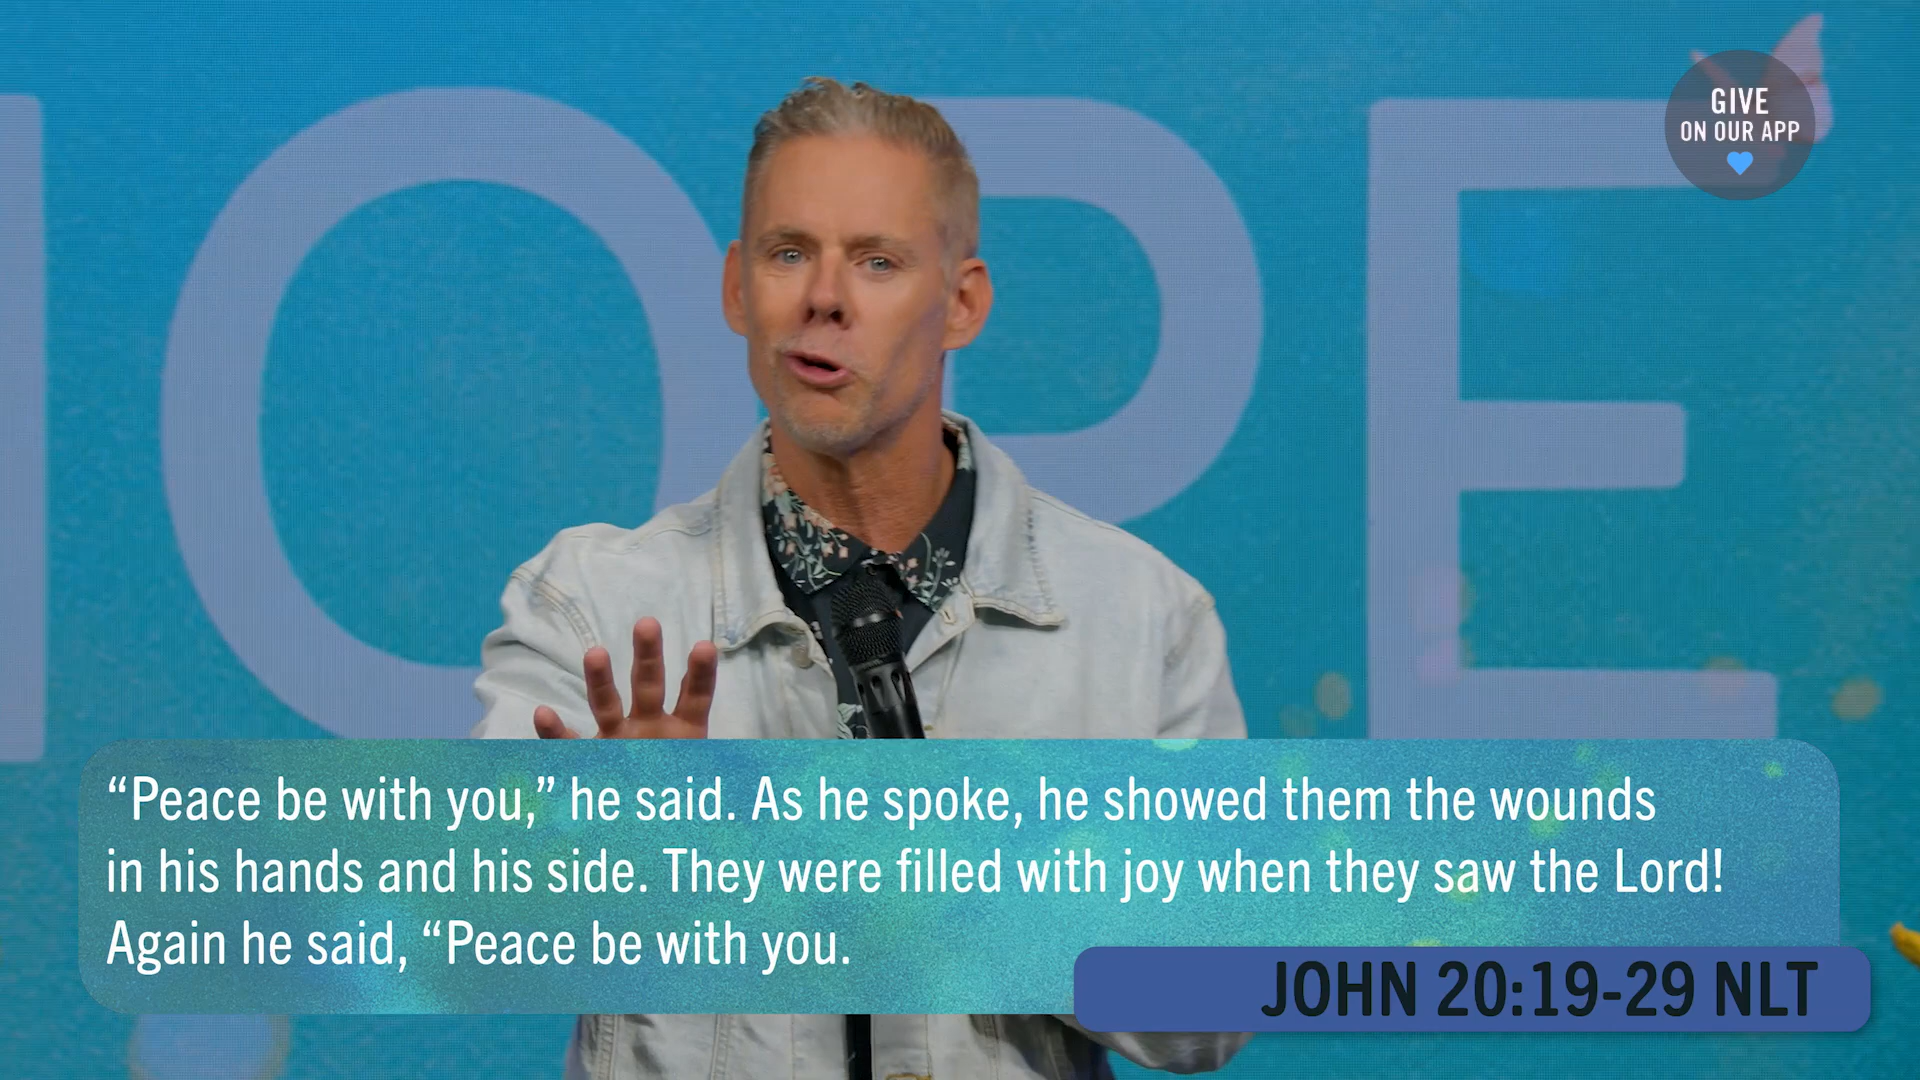 HOPE
GIVE
ON OUR APP
“Peace be with you,” he said. As he spoke, he showed them the wounds
in his hands and his side. They were filled with joy when they saw the Lord!
Again he said, “Peace be with you.
JOHN 20:19-29 NLT